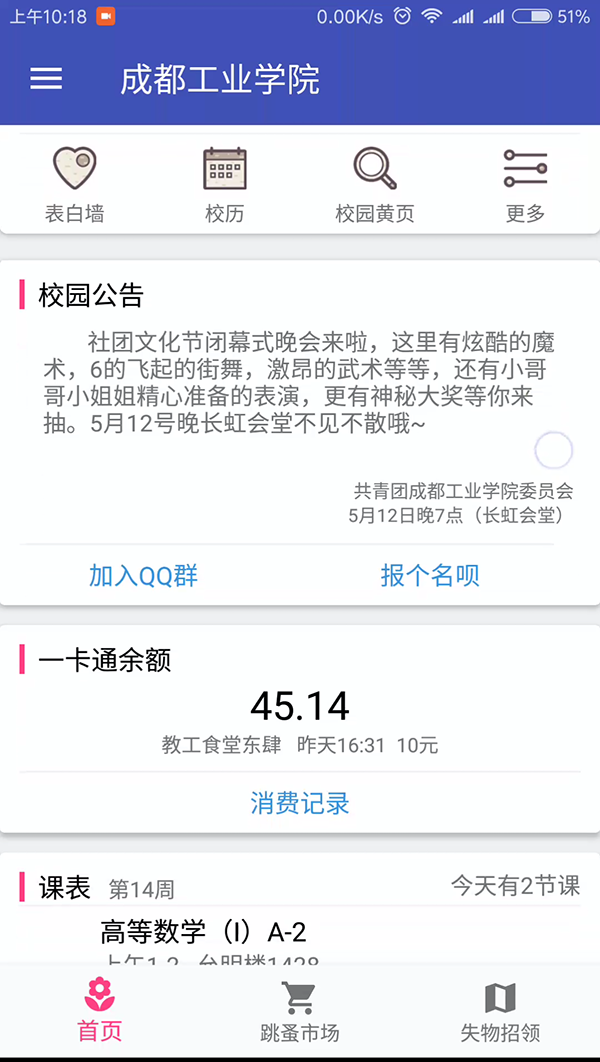 上午10:18 0.00K/s 51%
成都工业学院
表白墙 校历 校园黄页 更多
校园公告
社团文化节闭幕式晚会来啦，这里有炫酷的魔
术，6的飞起的街舞，激昂的武术等等，还有小哥
哥小姐姐精心准备的表演，更有神秘大奖等你来
抽。5月12号晚长虹会堂不见不散哦~
共青团成都工业学院委员会
5月12日晚7点（长虹会堂）
加入QQ群 报个名呗
一卡通余额
45.14
教工食堂东肆 昨天16:31 10元
消费记录
课表 第14周 今天有2节课
高等数学（I）A-2
上午1-2
首页 跳蚤市场 失物招领